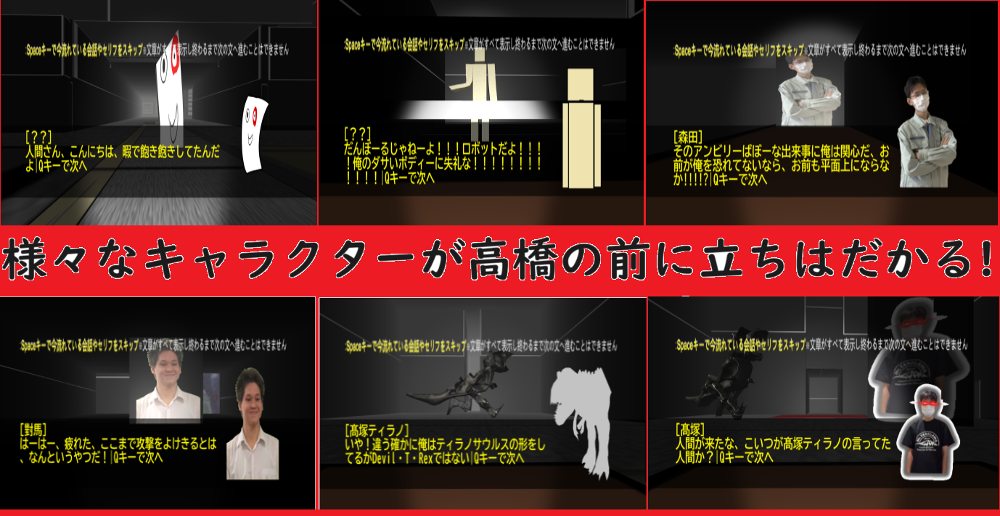 :Spaceキーで今流れている会話やセリフをスキップ※文章がすべて表示し終わるまで次の文へ進むことはできません
[??]
人間さん、こんにちは、暇で飽き飽きしてたんだ
よ|Qキーで次へ
:Spaceキーで今流れている会話やセリフをスキップ※文章がすべて表示し終わるまで次の文へ進むことはできません
[??]
だんぼーるじゃねーよ!!!ロボットだよ!!!
!俺のダサいボディーに失礼な!!!!!!!!
!!!!!|Qキーで次へ
:Spaceキーで今流れている会話やセリフをスキップ※文章がすべて表示し終わるまで次の文へ進むことはできません
[森田]
そのアンビリーばぼーな出来事に俺は関心だ、お
前が俺を恐れてないなら、お前も平面上にならな
か!!!!?|Qキーで次へ
様々なキャラクターが高橋の前に立ちはだかる!
:Spaceキーで今流れている会話やセリフをスキップ※文章がすべて表示し終わるまで次の文へ進むことはできません
[對馬]
はーはー、疲れた、ここまで攻撃をよけきるとは
、なんというやつだ!|Qキーで次へ
:Spaceキーで今流れている会話やセリフをスキップ※文章がすべて表示し終わるまで次の文へ進むことはできません
[髙塚ティラノ]
いや!違う確かに俺はティラノサウルスの形をし
てるがDevil・T・Rexではない|Qキーで次へ
:Spaceキーで今流れている会話やセリフをスキップ※文章がすべて表示し終わるまで次の文へ進むことはできません
[髙塚]
人間が来たな、こいつが髙塚ティラノの言ってた
人間か?|Qキーで次へ